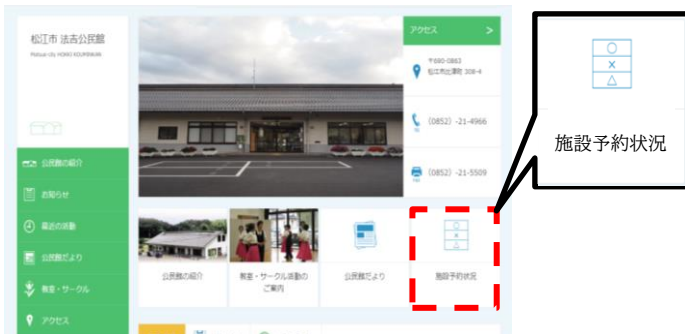 松江市 法吉公民館
Matsue city HOKKI KOUMINKAN
公民館の紹介
お知らせ
最近の活動
公民館だより
教室・サークル
アクセス
アクセス >
〒690-0863
松江市比津町 308-4
(0852) -21-4966
(0852) -21-5509
公民館の紹介
教室・サークル活動の
ご案内
公民館だより
○
×
△
施設予約状況
○
×
△
施設予約状況